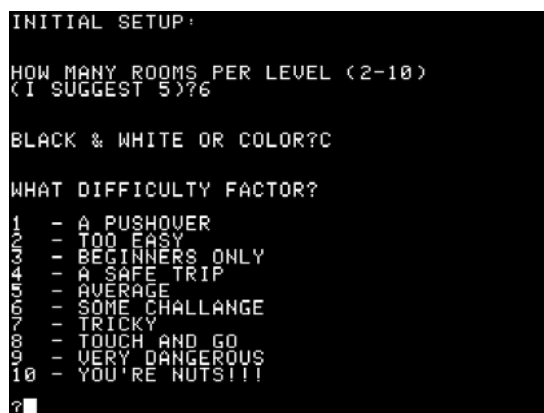 INITIAL SETUP:
HOW MANY ROOMS PER LEVEL (2-10)
(I SUGGEST 5)?6
BLACK & WHITE OR COLOR?C
WHAT DIFFICULTY FACTOR?
1 - A PUSHOVER
2 - TOO EASY
3 - BEGINNERS ONLY
4 - A SAFE TRIP
5 - AVERAGE
6 - SOME CHALLANGE
7 - TRICKY
8 - TOUCH AND GO
9 - VERY DANGEROUS
10 - YOU'RE NUTS!!!
?